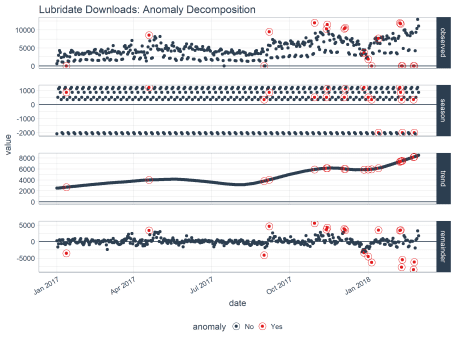 Lubridate Downloads: Anomaly Decomposition
10000
5000
0
observed
1000
0
-1000
-2000
season
value
8000
6000
4000
2000
0
trend
5000
0
-5000
remainder
Jan 2017
Apr 2017
Jul 2017
Oct 2017
Jan 2018
date
anomaly No Yes